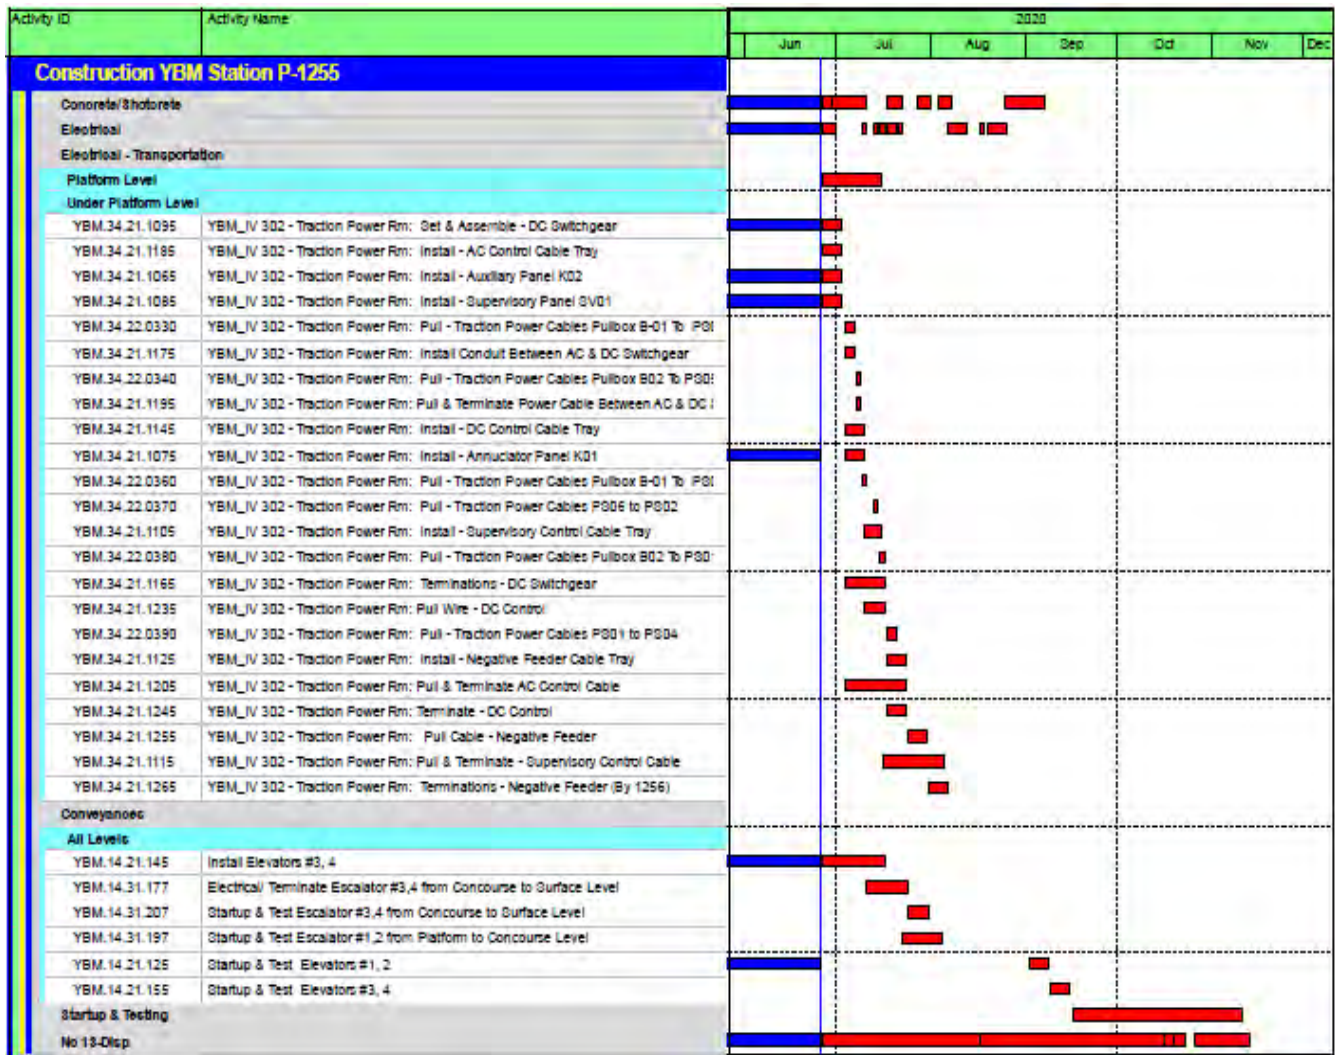 Activity ID Activity Name 2020
Jun Jul Aug Sep Oct Nov Dec
Construction YBM Station P-1255
Concrete/Shotcrete
Electrical
Electrical - Transportation
Platform Level
Under Platform Level
YBM.34.21.1095 YBM_IV 302 - Traction Power Rm: Set & Assemble - DC Switchgear
YBM.34.21.1185 YBM_IV 302 - Traction Power Rm: Install - AC Control Cable Tray
YBM.34.21.1065 YBM_IV 302 - Traction Power Rm: Install - Auxiliary Panel K02
YBM.34.21.1085 YBM_IV 302 - Traction Power Rm: Install - Supervisory Panel SV01
YBM.34.22.0330 YBM_IV 302 - Traction Power Rm: Pull - Traction Power Cables Pullbox B-01 To
YBM.34.21.1175 YBM_IV 302 - Traction Power Rm: Install Conduit Between AC & DC Switchgear
YBM.34.22.0340 YBM_IV 302 - Traction Power Rm: Pull - Traction Power Cables Pullbox B02 To
YBM.34.21.1195 YBM_IV 302 - Traction Power Rm: Pull & Terminate Power Cable Between AC & DC
YBM.34.21.1145 YBM_IV 302 - Traction Power Rm: Install - DC Control Cable Tray
YBM.34.21.1075 YBM_IV 302 - Traction Power Rm: Install - Annuciator Panel K01
YBM.34.22.0360 YBM_IV 302 - Traction Power Rm: Pull - Traction Power Cables Pullbox B-01 To
YBM.34.22.0370 YBM_IV 302 - Traction Power Rm: Pull - Traction Power Cables PS06 to PS02
YBM.34.21.1105 YBM_IV 302 - Traction Power Rm: Install - Supervisory Control Cable Tray
YBM.34.22.0380 YBM_IV 302 - Traction Power Rm: Pull - Traction Power Cables Pullbox B02 To
YBM.34.21.1165 YBM_IV 302 - Traction Power Rm: Terminations - DC Switchgear
YBM.34.21.1235 YBM_IV 302 - Traction Power Rm: Pull Wire - DC Control
YBM.34.22.0390 YBM_IV 302 - Traction Power Rm: Pull - Traction Power Cables PS01 to PS04
YBM.34.21.1125 YBM_IV 302 - Traction Power Rm: Install - Negative Feeder Cable Tray
YBM.34.21.1205 YBM_IV 302 - Traction Power Rm: Pull & Terminate AC Control Cable
YBM.34.21.1245 YBM_IV 302 - Traction Power Rm: Terminate - DC Control
YBM.34.21.1255 YBM_IV 302 - Traction Power Rm: Pull Cable - Negative Feeder
YBM.34.21.1115 YBM_IV 302 - Traction Power Rm: Pull & Terminate - Supervisory Control Cable
YBM.34.21.1265 YBM_IV 302 - Traction Power Rm: Terminations - Negative Feeder (By 1256)
Conveyances
All Levels
YBM.14.21.145 Install Elevators #3, 4
YBM.14.31.177 Electrical/ Terminate Escalator #3,4 from Concourse to Surface Level
YBM.14.31.207 Startup & Test Escalator #3,4 from Concourse to Surface Level
YBM.14.31.197 Startup & Test Escalator #1,2 from Platform to Concourse Level
YBM.14.21.125 Startup & Test Elevators #1, 2
YBM.14.21.155 Startup & Test Elevators #3, 4
Startup & Testing
No 13-Disp